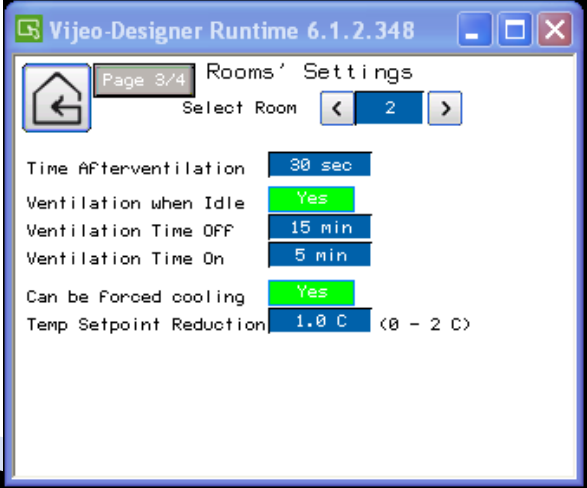 Vijeo-Designer Runtime 6.1.2.348
Page 3/4 Rooms' Settings
Select Room < 2 >
Time Afterventilation 30 sec
Ventilation when Idle Yes
Ventilation Time Off 15 min
Ventilation Time On 5 min
Can be forced cooling Yes
Temp Setpoint Reduction 1.0 C (0 - 2 C)